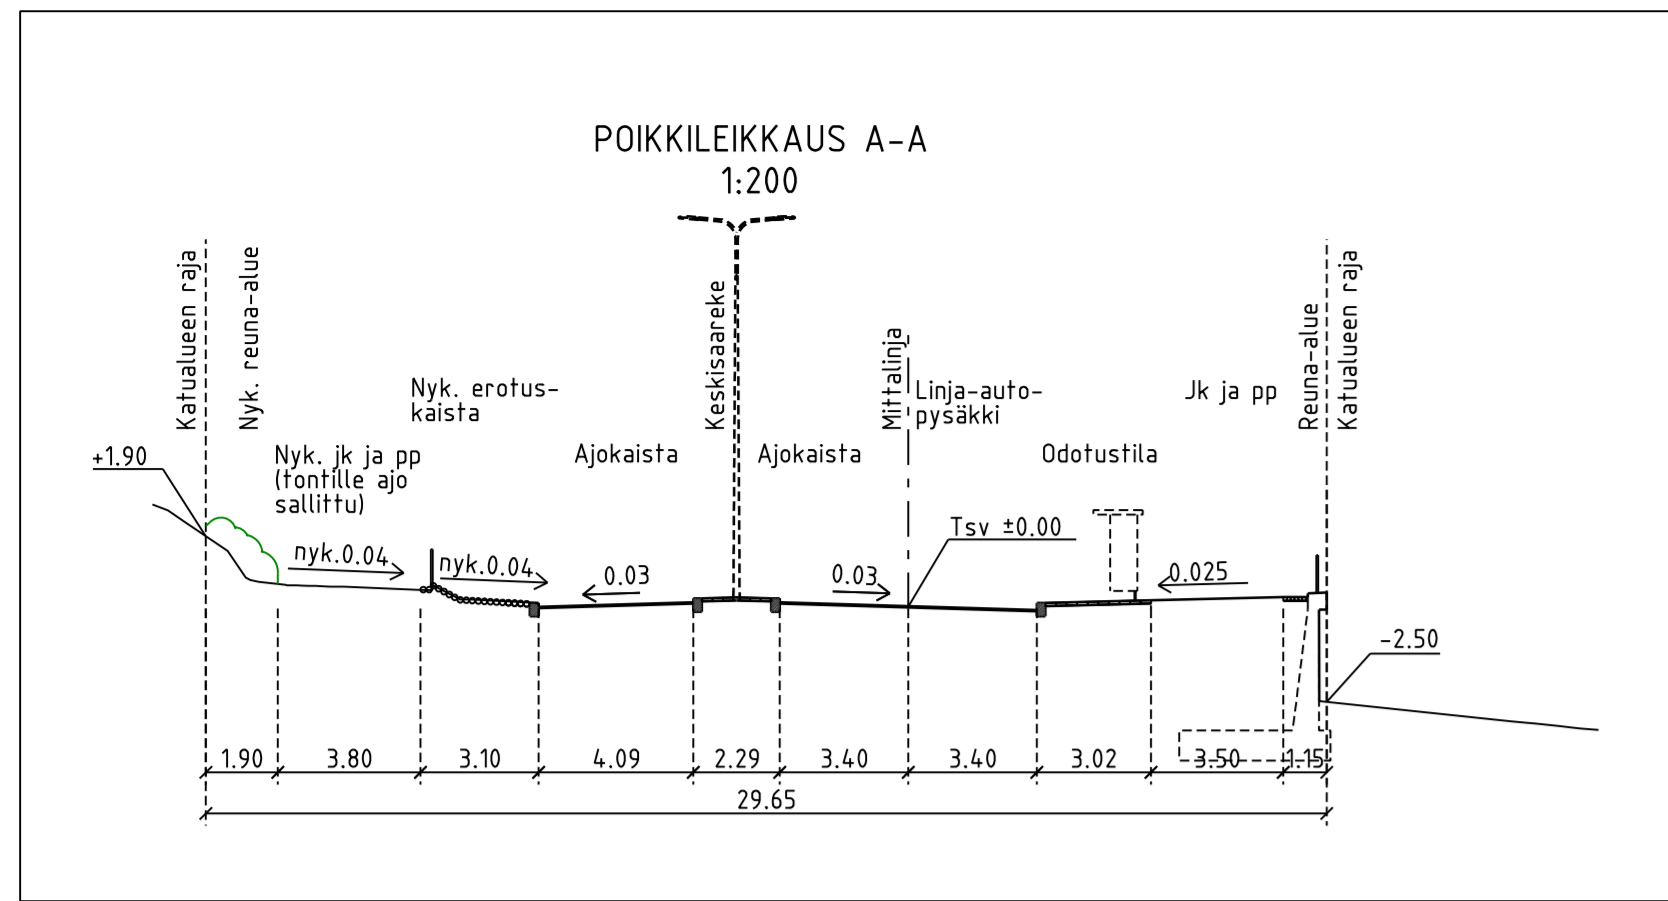 POIKKILEIKKAUS A-A
1:200
Katualueen raja
Nyk. reuna-alue
Keskisaareke
Mittalinja
Reuna-alue
Katualueen raja
Nyk. erotus-
kaista
Linja-auto-
pysäkki
Jk ja pp
+1.90
Nyk. jk ja pp
(tontille ajo
sallittu)
Ajokaista
Ajokaista
Odotustila
Tsv ±0.00
nyk.0.04
nyk.0.04
0.03
0.03
0.025
-2.50
1.90
3.80
3.10
4.09
2.29
3.40
3.40
3.02
3.50
1.15
29.65